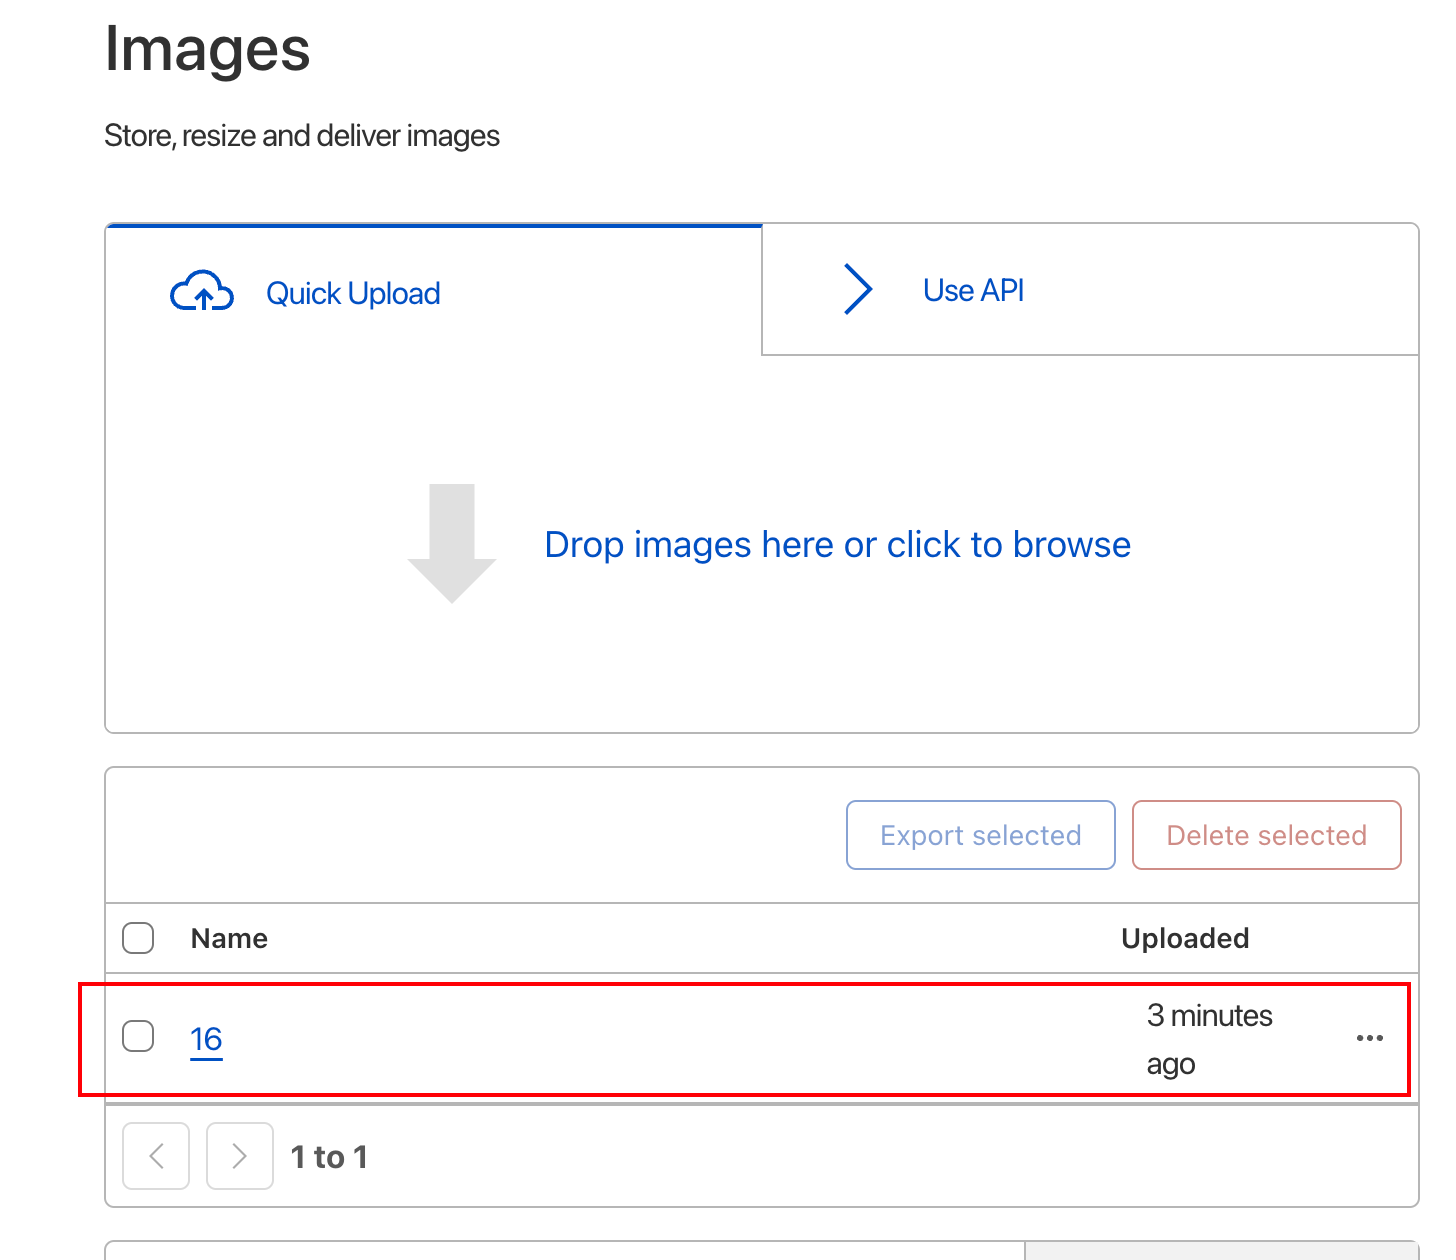 Images
Store, resize and deliver images
Quick Upload
Use API
Drop images here or click to browse
Export selected
Delete selected
Name
Uploaded
16
3 minutes
ago
1 to 1